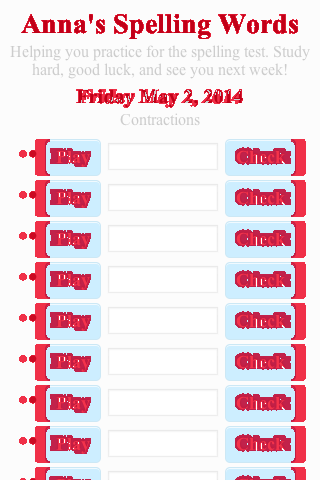 Anna's Spelling Words
Helping you practice for the spelling test. Study
hard, good luck, and see you next week!
Friday May 2, 2014
Contractions
Play Check
Play Check
Play Check
Play Check
Play Check
Play Check
Play Check
Play Check